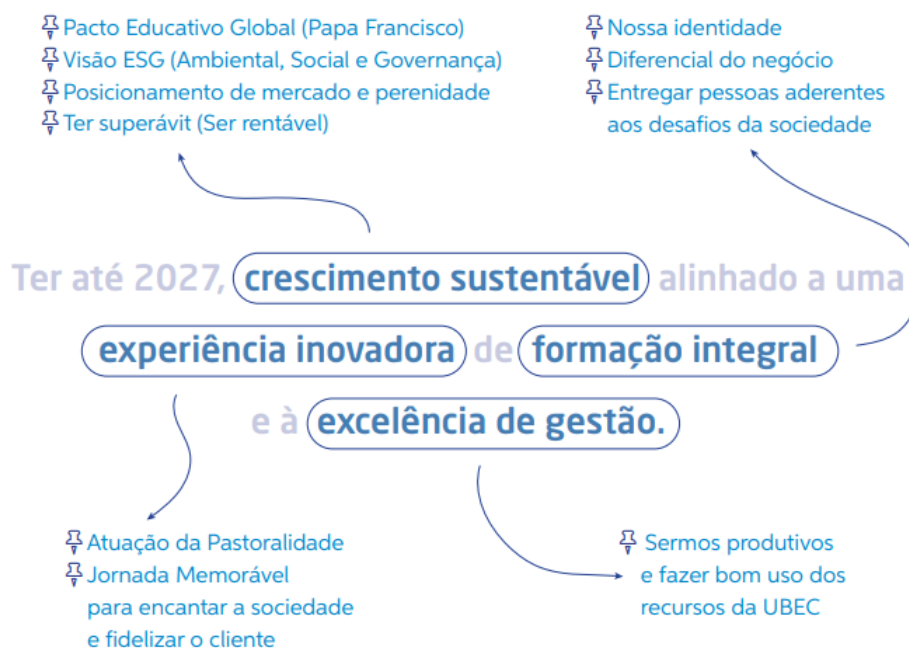 Pacto Educativo Global (Papa Francisco)
Visão ESG (Ambiental, Social e Governança)
Posicionamento de mercado e perenidade
Ter superávit (Ser rentável)
Nossa identidade
Diferencial do negócio
Entregar pessoas aderentes
aos desafios da sociedade
Ter até 2027, crescimento sustentável alinhado a uma
experiência inovadora de formação integral
e à excelência de gestão.
Atuação da Pastoralidade
Jornada Memorável
para encantar a sociedade
e fidelizar o cliente
Sermos produtivos
e fazer bom uso dos
recursos da UBEC